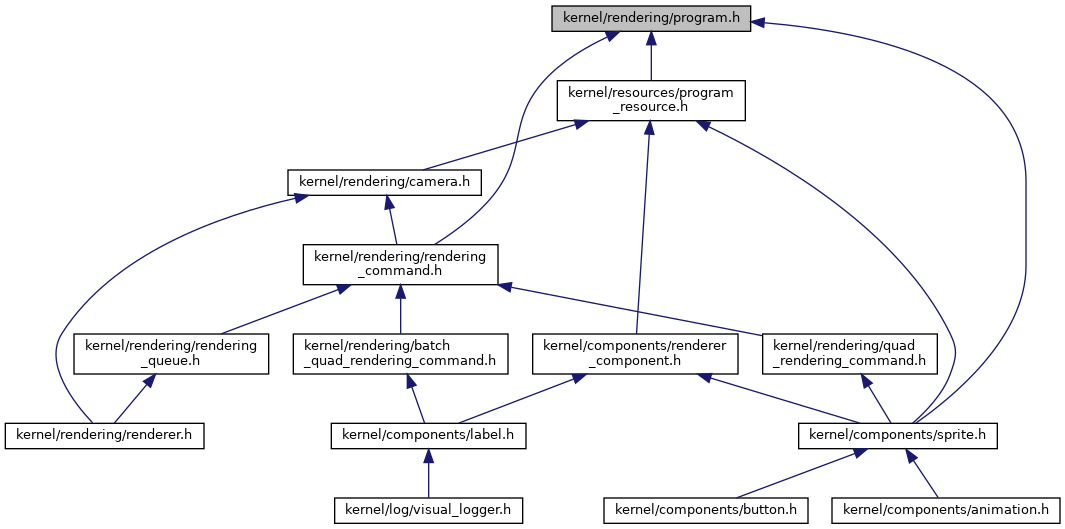 kernel/rendering/program.h
kernel/resources/program
_resource.h
kernel/rendering/camera.h
kernel/rendering/rendering
_command.h
kernel/rendering/rendering
_queue.h
kernel/rendering/batch
_quad_rendering_command.h
kernel/components/renderer
_component.h
kernel/rendering/quad
_rendering_command.h
kernel/rendering/renderer.h
kernel/components/label.h
kernel/components/sprite.h
kernel/log/visual_logger.h
kernel/components/button.h
kernel/components/animation.h